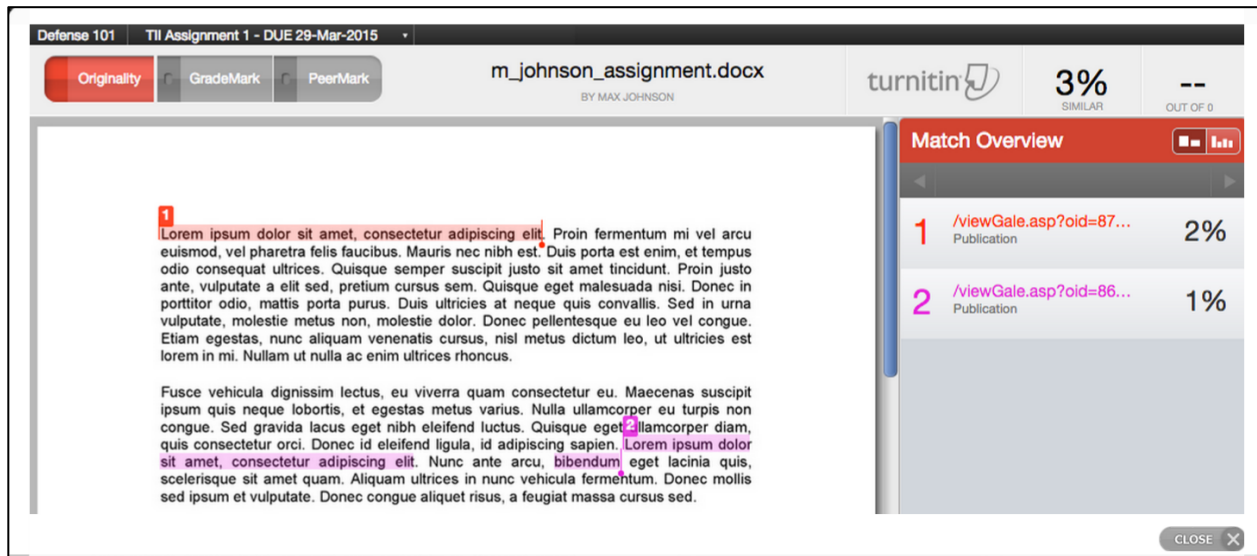 Defense 101 TII Assignment 1 - DUE 29-Mar-2015
Originality GradeMark PeerMark
m_johnson_assignment.docx
BY MAX JOHNSON
turnitin
3%
SIMILAR
--
OUT OF 0
Match Overview
1 /viewGale.asp?oid=87... 2%
Publication
2 /viewGale.asp?oid=86... 1%
Publication
1
Lorem ipsum dolor sit amet, consectetur adipiscing elit. Proin fermentum mi vel arcu
euismod, vel pharetra felis faucibus. Mauris nec nibh est. Duis porta est enim, et tempus
odio consequat ultrices. Quisque semper suscipit justo sit amet tincidunt. Proin justo
ante, vulputate a elit sed, pretium cursus sem. Quisque eget malesuada nisi. Donec in
porttitor odio, mattis porta purus. Duis ultricies at neque quis convallis. Sed in urna
vulputate, molestie metus non, molestie dolor. Donec pellentesque eu leo vel congue.
Etiam egestas, nunc aliquam venenatis cursus, nisl metus dictum leo, ut ultricies est
lorem in mi. Nullam ut nulla ac enim ultrices rhoncus.
Fusce vehicula dignissim lectus, eu viverra quam consectetur eu. Maecenas suscipit
ipsum quis neque lobortis, et egestas metus varius. Nulla ullamcorper eu turpis non
congue. Sed gravida lacus eget nibh eleifend luctus. Quisque eget 2 llamcorper diam,
quis consectetur orci. Donec id eleifend ligula, id adipiscing sapien. Lorem ipsum dolor
sit amet, consectetur adipiscing elit. Nunc ante arcu, bibendum eget lacinia quis,
scelerisque sit amet quam. Aliquam ultrices in nunc vehicula fermentum. Donec mollis
sed ipsum et vulputate. Donec congue aliquet risus, a feugiat massa cursus sed.
CLOSE